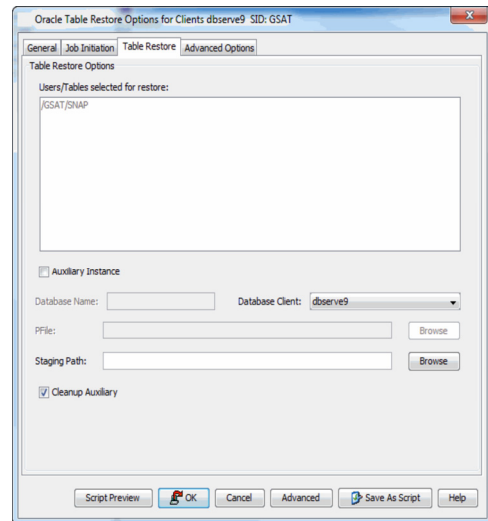 Oracle Table Restore Options for Clients dbserve9 SID: GSAT
General Job Initiation Table Restore Advanced Options
Table Restore Options
Users/Tables selected for restore:
/GSAT/SNAP
Auxiliary Instance
Database Name: Database Client: dbserve9
PFile: Browse
Staging Path: Browse
Cleanup Auxiliary
Script Preview OK Cancel Advanced Save As Script Help